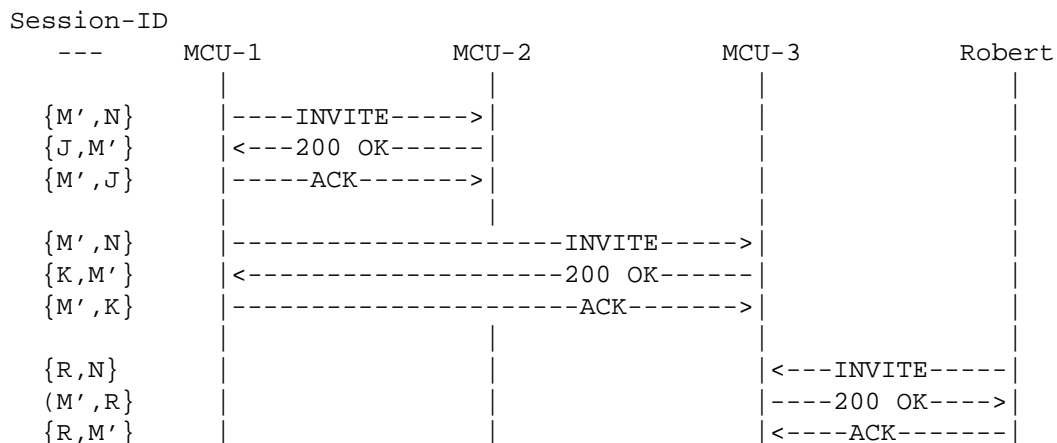 Session-ID
   ---     MCU-1              MCU-2              MCU-3             Robert
             |                  |                  |                 |
  {M’,N}     |----INVITE----->|                  |                 |
  {J,M’}     |<---200 OK------|                  |                 |
  {M’,J}     |-----ACK------->|                  |                 |
             |                  |                  |                 |
  {M’,N}     |---------------------INVITE----->|                 |
  {K,M’}     |<--------------------200 OK------|                 |
  {M’,K}     |----------------------ACK------->|                 |
             |                  |                  |                 |
  {R,N}      |                  |                  |<---INVITE-----|
  (M’,R}     |                  |                  |----200 OK---->|
  {R,M’}     |                  |                  |<----ACK-------|